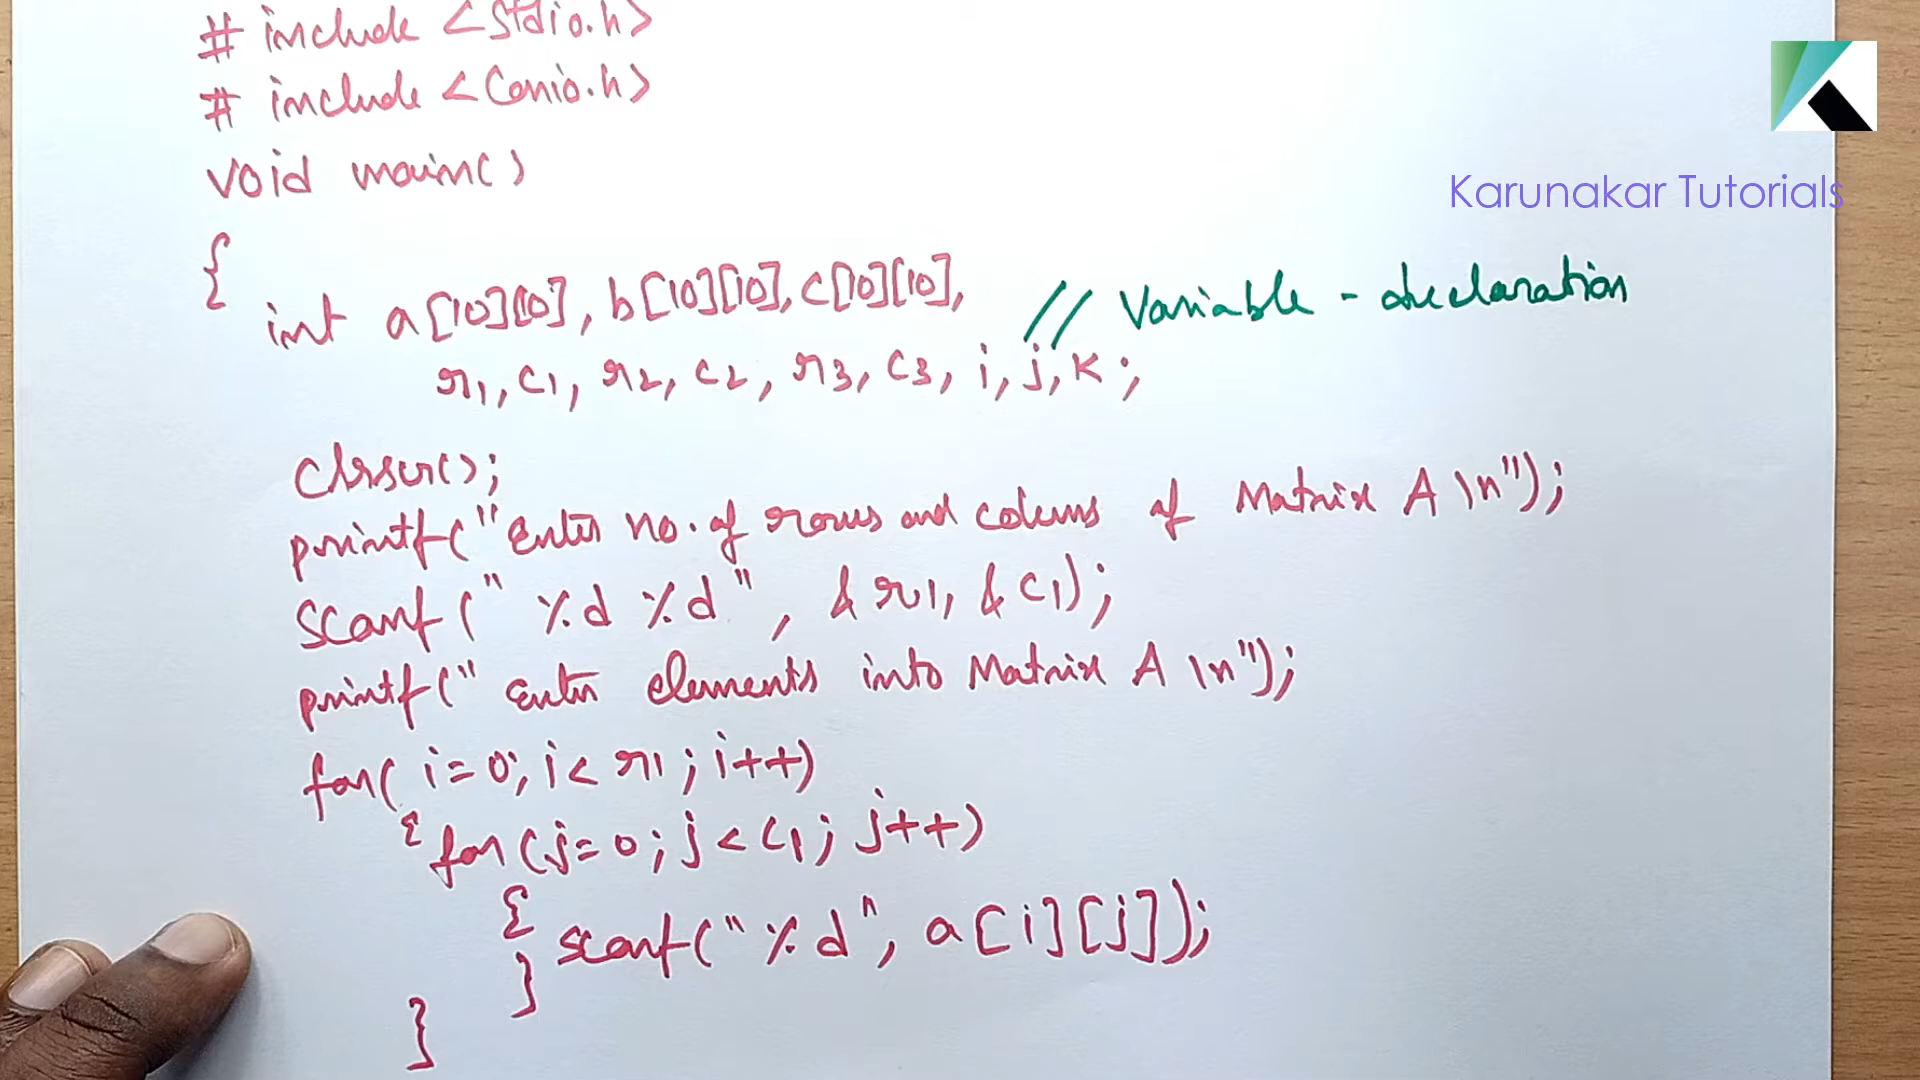 # include <stdio.h>
# include <conio.h>
void main()
{
int a[10][10], b[10][10], c[10][10], // Variable - declaration
r1, c1, r2, c2, r3, c3, i, j, k;
clrscr();
printf("Enter no. of rows and colums of Matrix A \n");
scanf("%d %d", &r1, &c1);
printf("Enter elements into Matrix A \n");
for(i=0; i<r1; i++)
{ for(j=0; j<c1; j++)
{ scanf("%d", a[i][j]);
}
}
Karunakar Tutorials